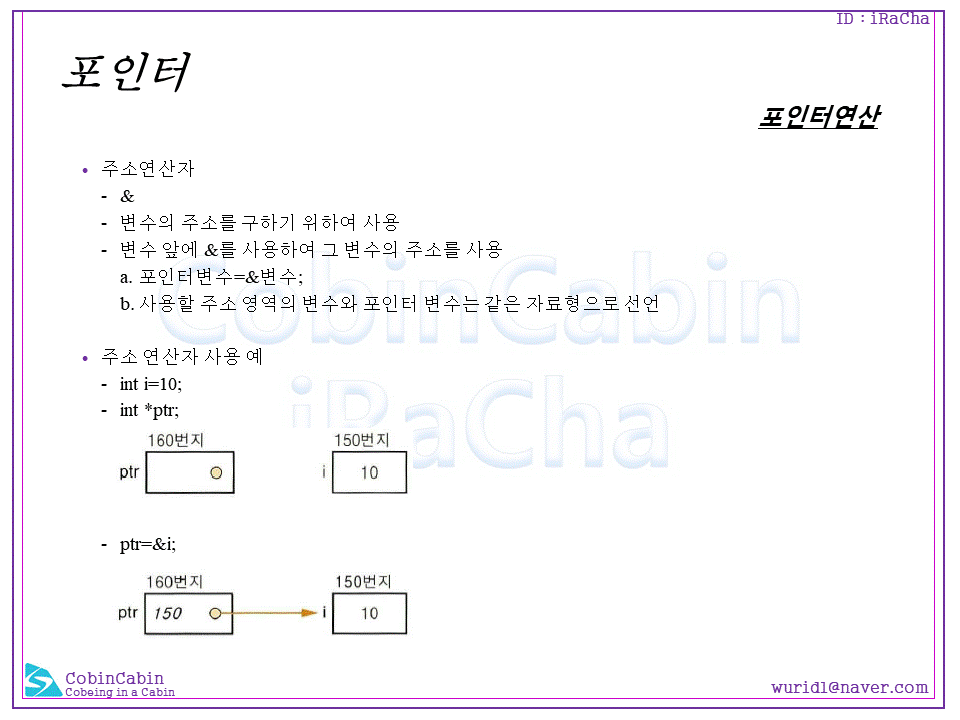 ID : iRaCha
포인터
포인터연산
• 주소연산자
- &
- 변수의 주소를 구하기 위하여 사용
- 변수 앞에 &를 사용하여 그 변수의 주소를 사용
a. 포인터변수=&변수;
b. 사용할 주소 영역의 변수와 포인터 변수는 같은 자료형으로 선언
CobinCabin
iRaCha
• 주소 연산자 사용 예
- int i=10;
- int *ptr;
160번지 150번지
ptr i 10
- ptr=&i;
160번지 150번지
ptr 150 i 10
CobinCabin
Cobeing in a Cabin
wurid1@naver.com